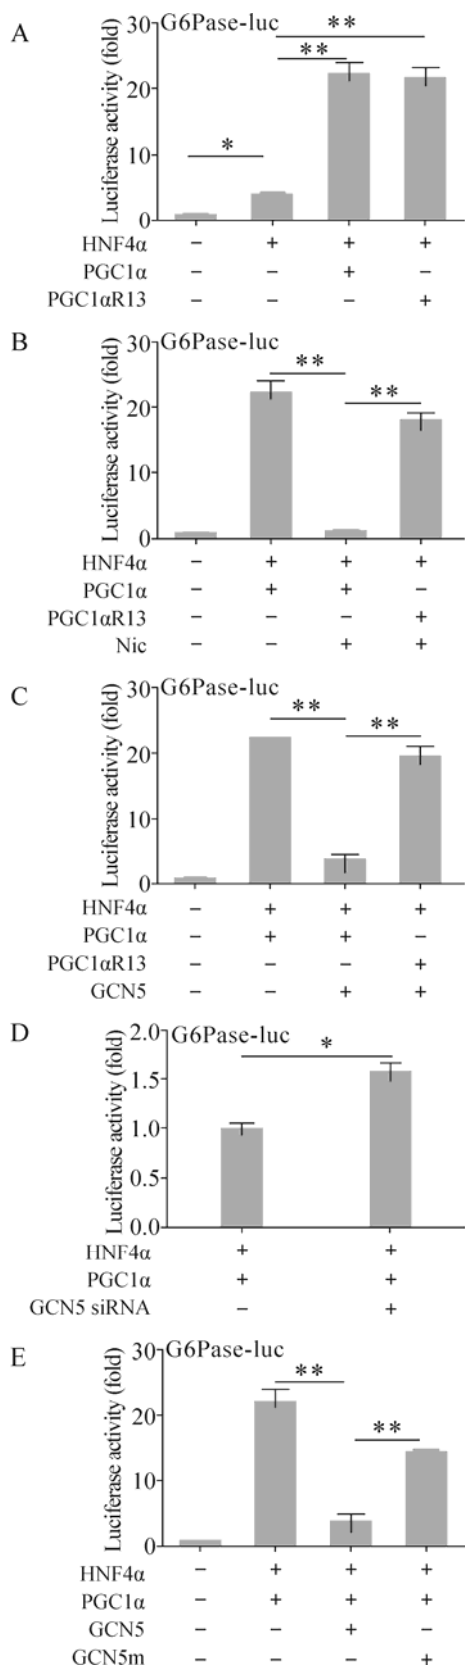 A
G6Pase-luc
Luciferase activity (fold)
30
20
10
0
*
**
**
HNF4α − + + +
PGC1α − − + −
PGC1αR13 − − − +
B
G6Pase-luc
Luciferase activity (fold)
30
20
10
0
**
**
HNF4α − + + +
PGC1α − + + −
PGC1αR13 − − − +
Nic − − + +
C
G6Pase-luc
Luciferase activity (fold)
30
20
10
0
**
**
HNF4α − + + +
PGC1α − + + −
PGC1αR13 − − − +
GCN5 − − + +
D
G6Pase-luc
Luciferase activity (fold)
2.0
1.5
1.0
0.5
0.0
*
HNF4α + +
PGC1α + +
GCN5 siRNA − +
E
G6Pase-luc
Luciferase activity (fold)
30
20
10
0
**
**
HNF4α − + + +
PGC1α − + + +
GCN5 − − + −
GCN5m − − − +